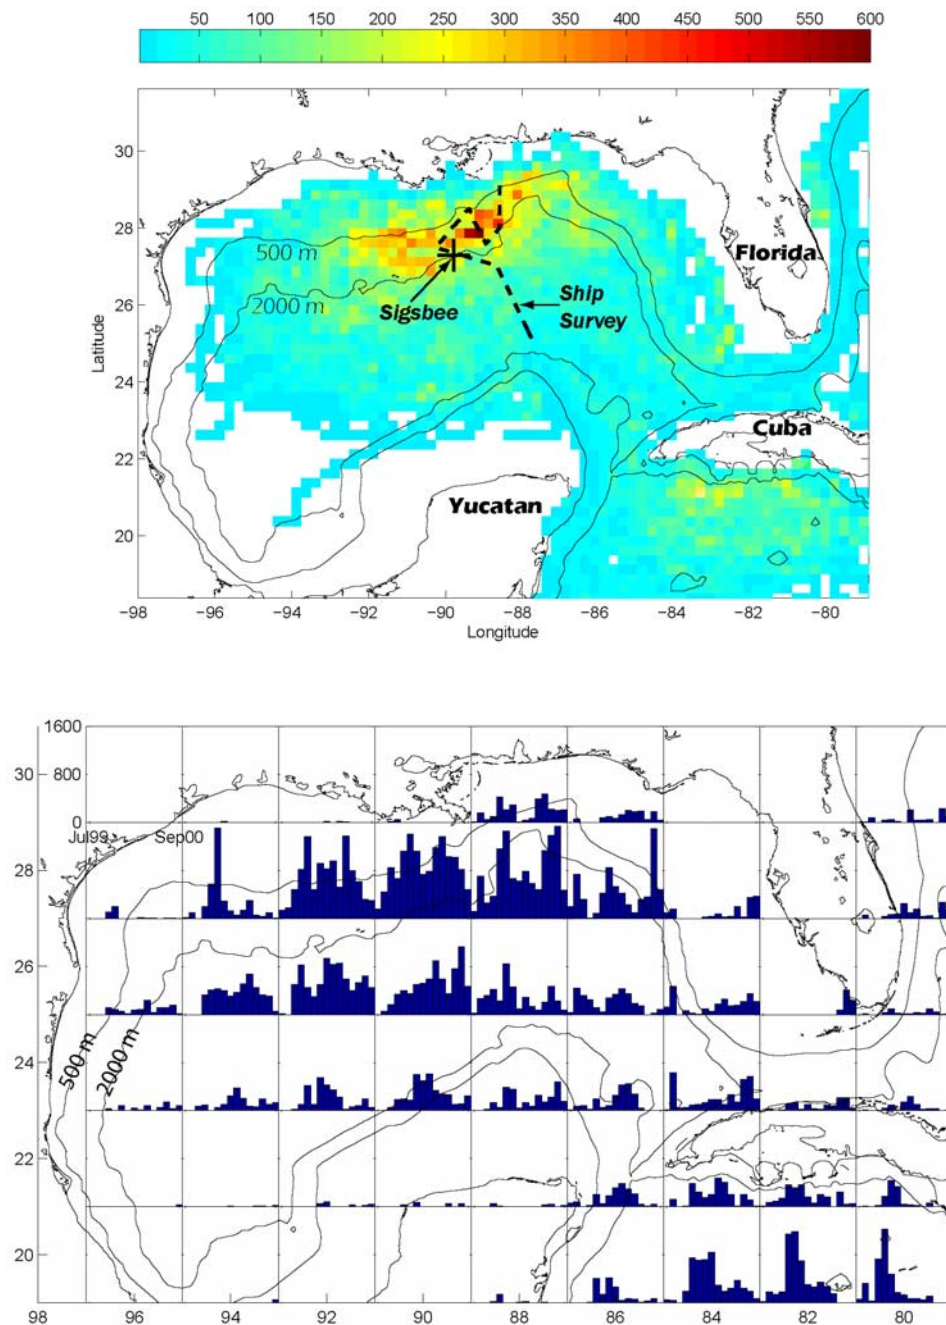 50 100 150 200 250 300 350 400 450 500 550 600
30
28
26
24
22
20
Latitude
500 m
2000 m
Sigsbee
Ship
Survey
Florida
Cuba
Yucatan
−98 −96 −94 −92 −90 −88 −86 −84 −82 −80
Longitude
1600
30 800
0
Jul99 Sep00
28
26
24
22
20
500 m
2000 m
98 96 94 92 90 88 86 84 82 80